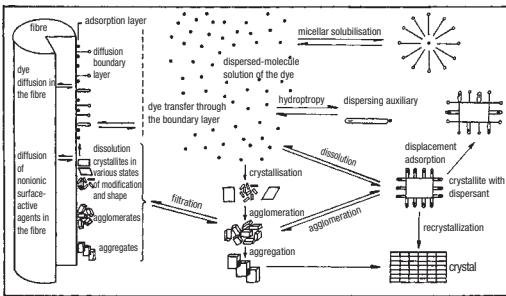 fibre
adsorption layer
diffusion
boundary
layer
dye
diffusion in the
fibre
diffusion
of
nonionic
surface-
active
agents in
the fibre
dissolution
crystallites in
various states
of modification
and shape
agglomerates
aggregates
dispersed-molecule
solution of the dye
dye transfer through
the boundary layer
filtration
crystallisation
agglomeration
aggregation
micellar solubilisation
hydroptropy
dispersing auxiliary
dissolution
agglomeration
displacement
adsorption
crystallite with
dispersant
recrystallization
crystal